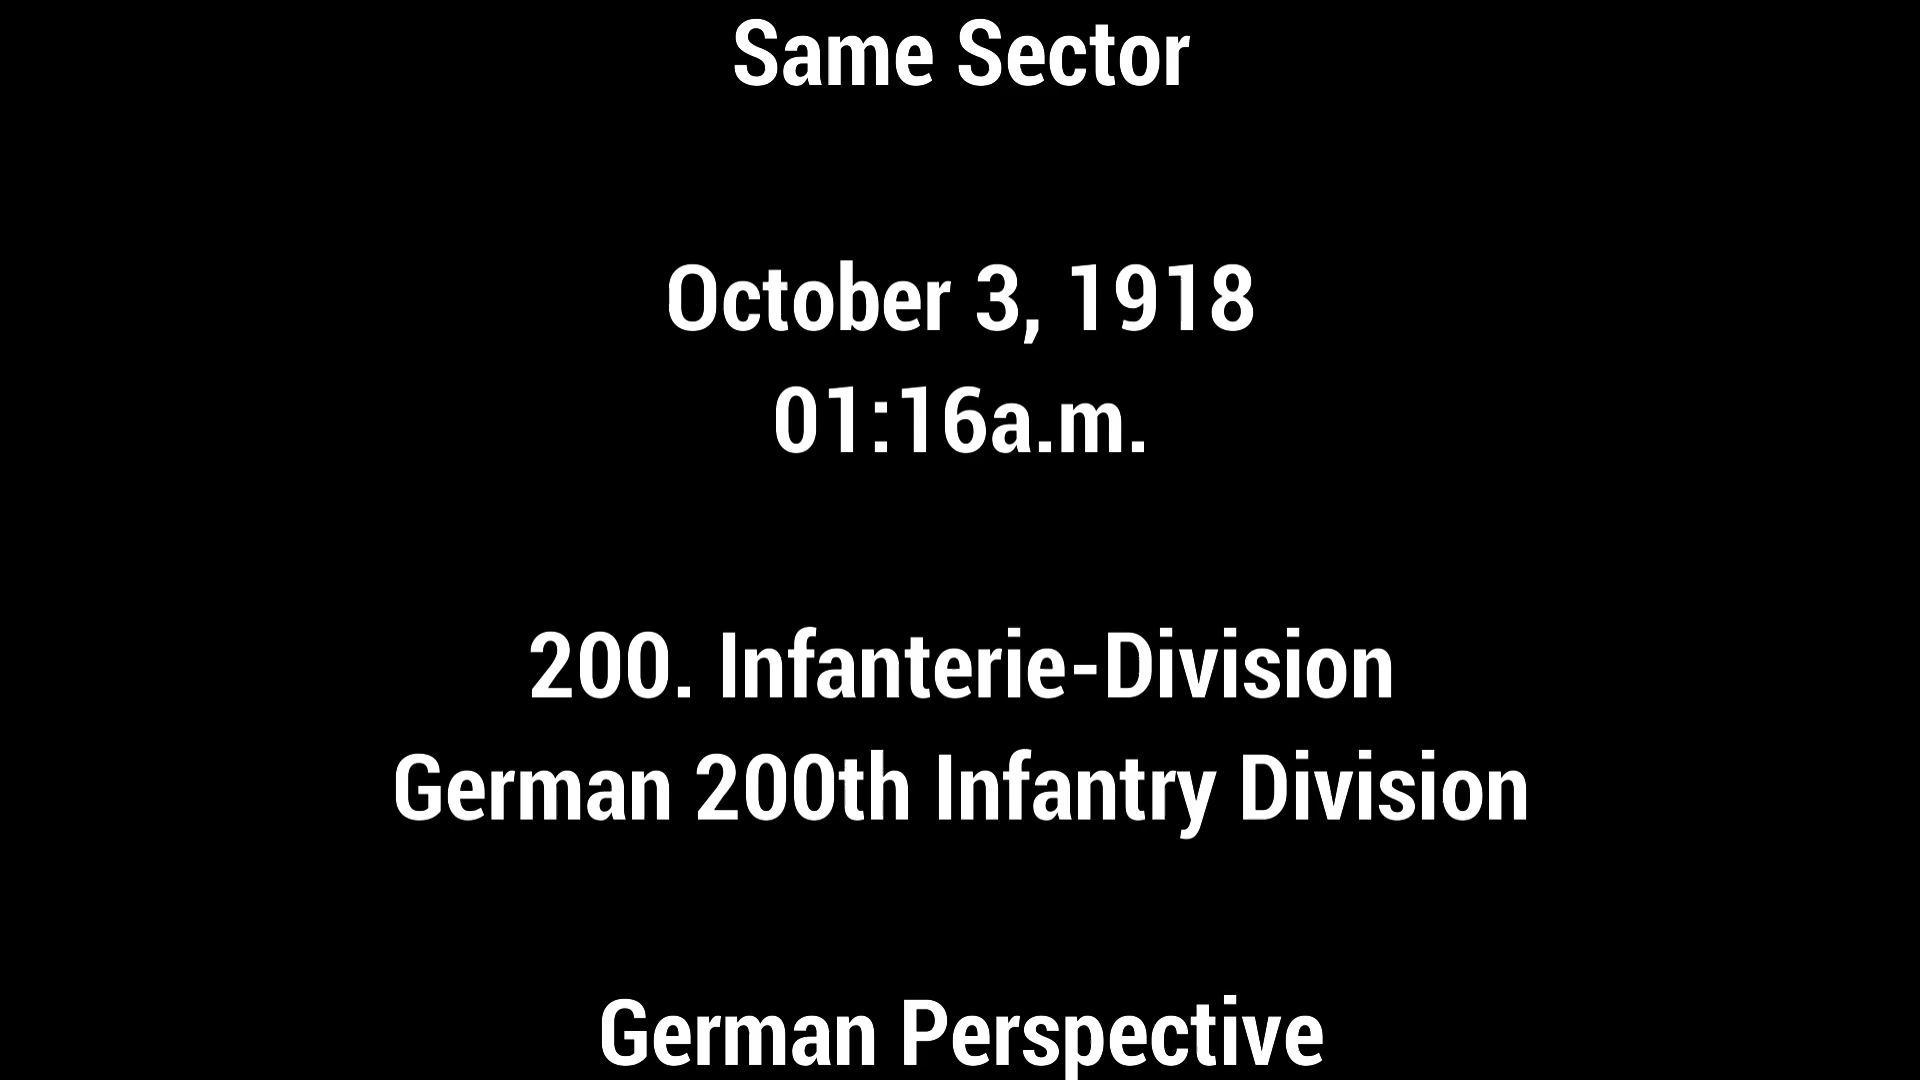 Same Sector
October 3, 1918
01:16a.m.
200. Infanterie-Division
German 200th Infantry Division
German Perspective